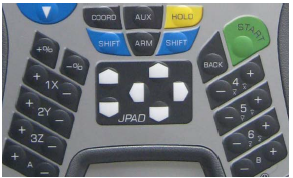 COORD AUX HOLD
SHIFT ARM SHIFT
START
+% -%
BACK
+ 1X -
+ 2Y -
+ 3Z -
+ A -
JPAD
- 4 +
- 5 +
- 6 +
- B +